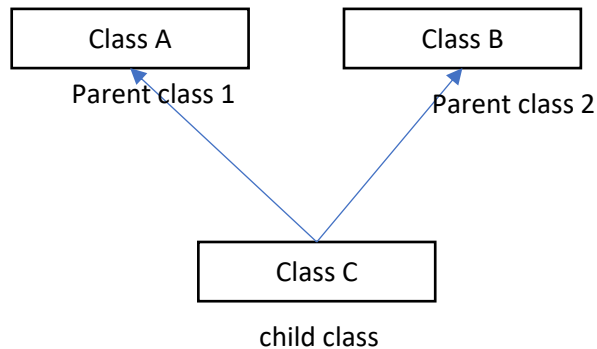 Class A
Class B
Parent class 1
Parent class 2
Class C
child class